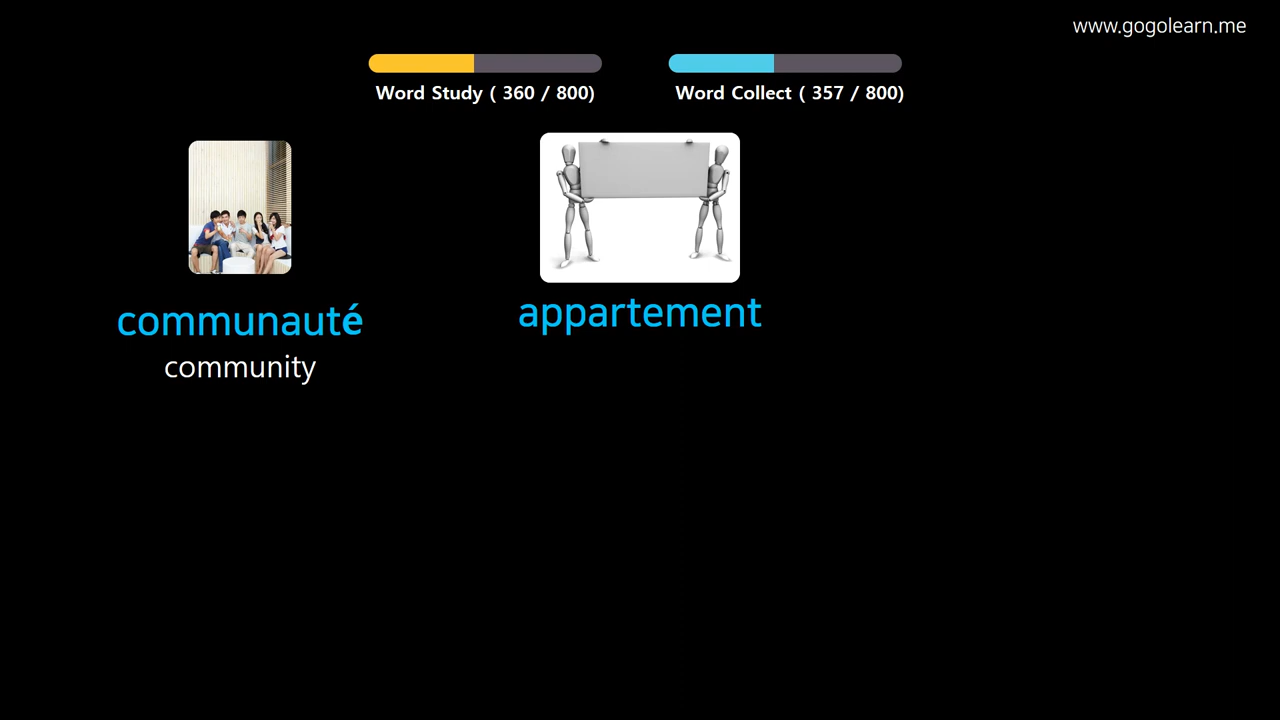 www.gogolearn.me
Word Study ( 360 / 800)
Word Collect ( 357 / 800)
communauté
community
appartement